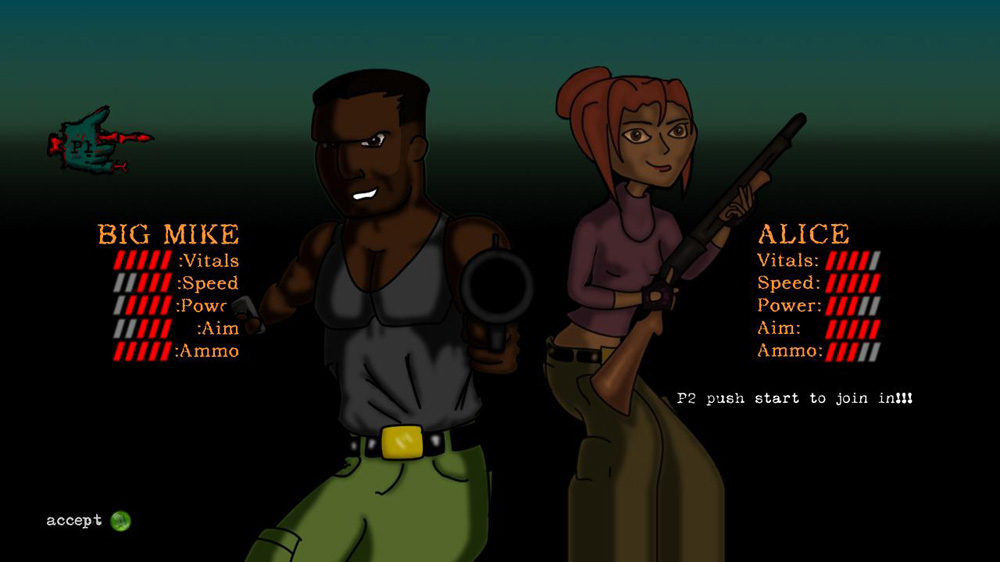 P1
BIG MIKE
:Vitals
:Speed
:Powe
:Aim
:Ammo
ALICE
Vitals:
Speed:
Power:
Aim:
Ammo:
P2 push start to join in!!!
accept